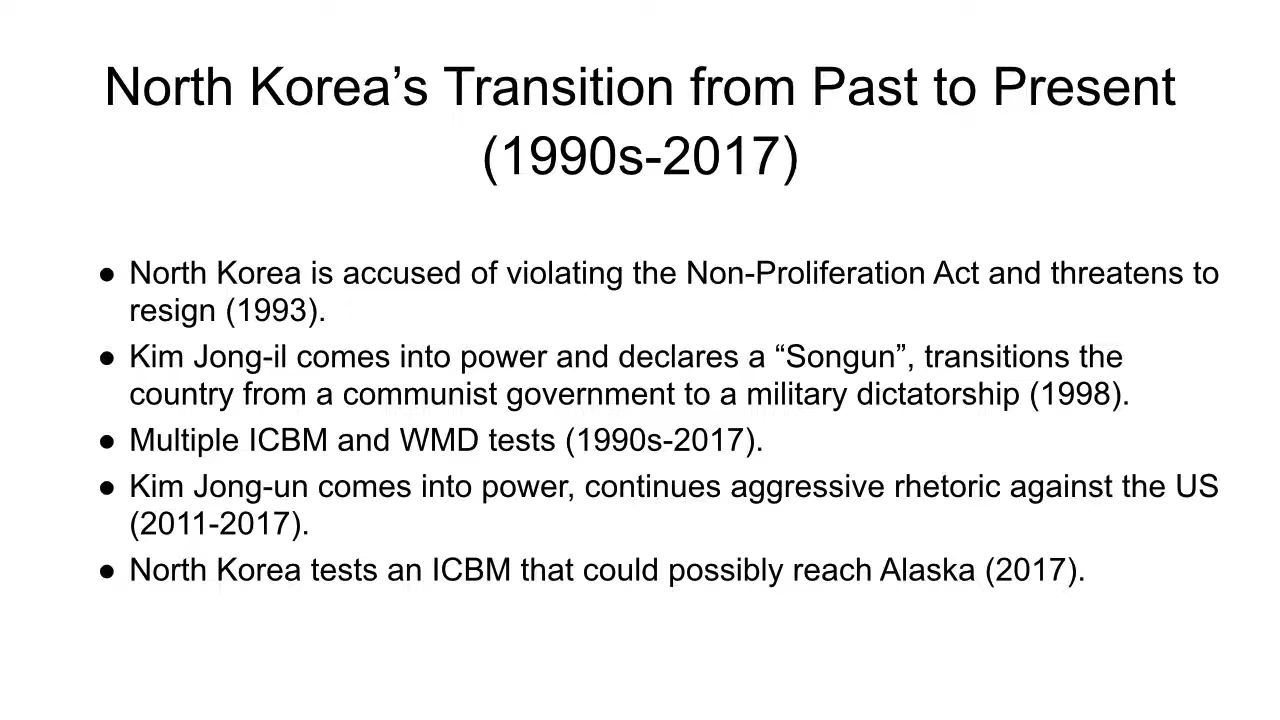 North Korea’s Transition from Past to Present
(1990s-2017)
● North Korea is accused of violating the Non-Proliferation Act and threatens to
resign (1993).
● Kim Jong-il comes into power and declares a “Songun”, transitions the
country from a communist government to a military dictatorship (1998).
● Multiple ICBM and WMD tests (1990s-2017).
● Kim Jong-un comes into power, continues aggressive rhetoric against the US
(2011-2017).
● North Korea tests an ICBM that could possibly reach Alaska (2017).